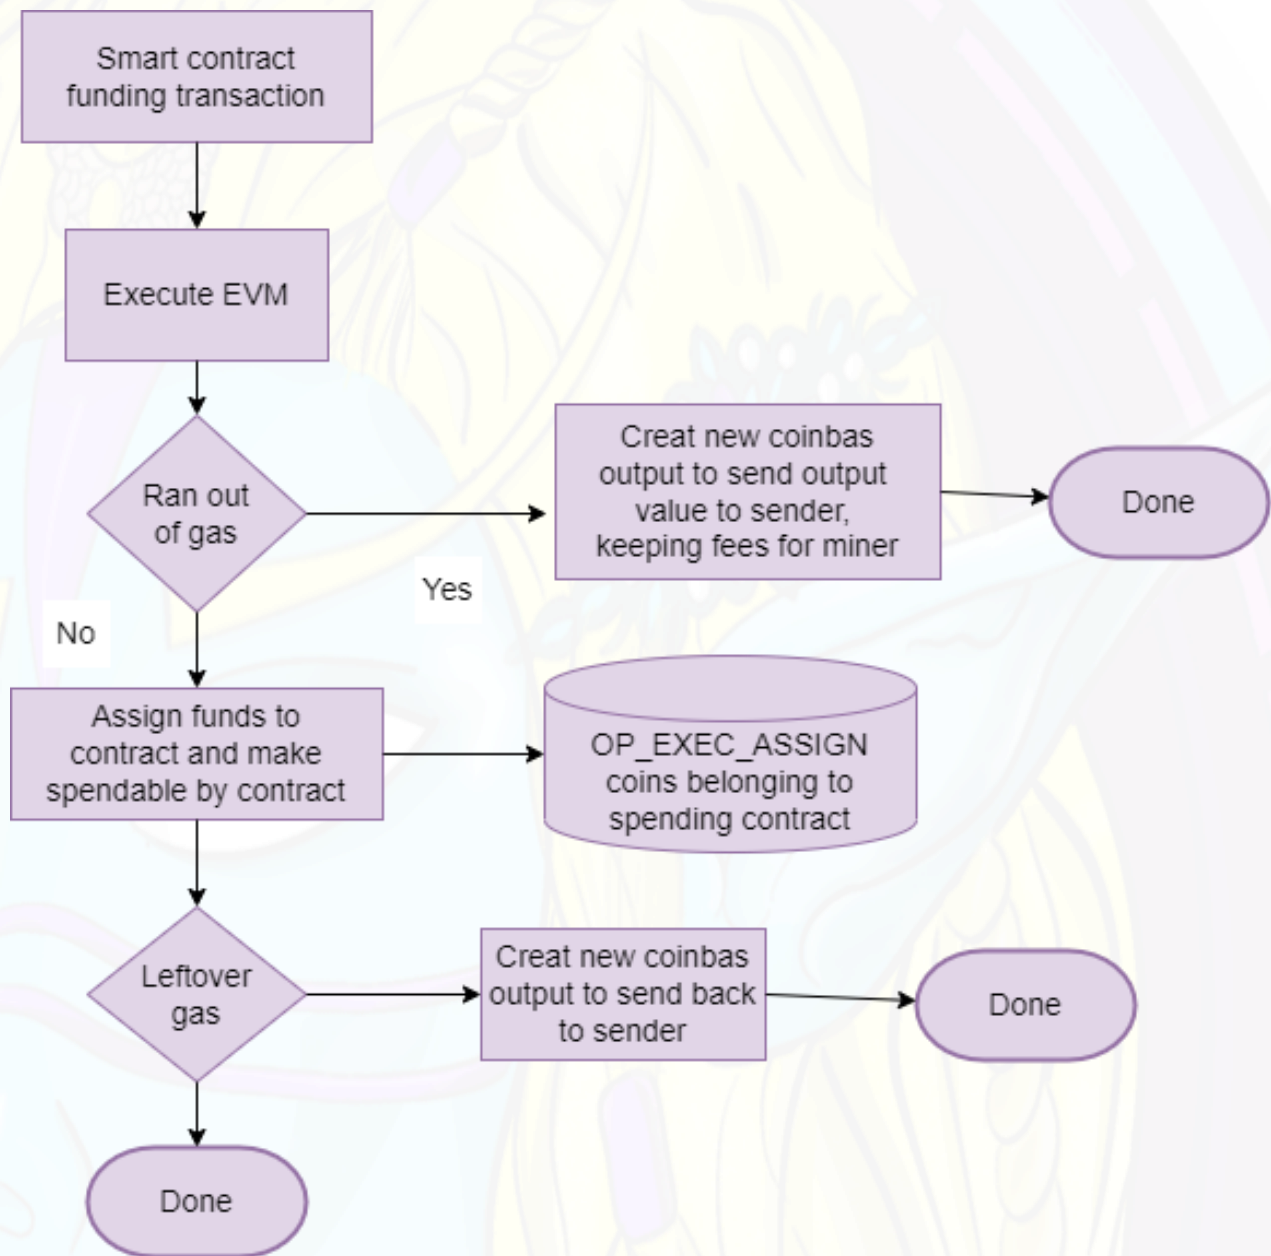 Smart contract
funding transaction
Execute EVM
Ran out
of gas
Creat new coinbas
output to send output
value to sender,
keeping fees for miner
Done
Yes
No
Assign funds to
contract and make
spendable by contract
OP_EXEC_ASSIGN
coins belonging to
spending contract
Leftover
gas
Creat new coinbas
output to send back
to sender
Done
Done